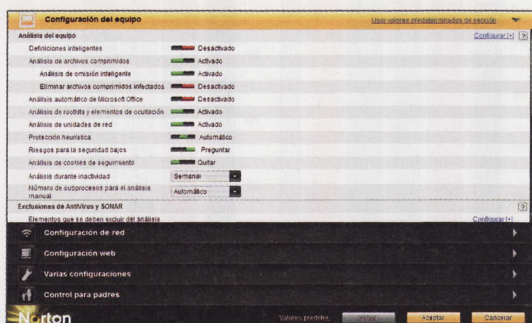 Configuración del equipo
Usar valores predeterminados de sección
Análisis del equipo
Configurar [+] [?]
Definiciones inteligentes Desactivado
Análisis de archivos comprimidos Activado
Análisis de omisión inteligente Activado
Eliminar archivos comprimidos infectados Desactivado
Análisis automático de Microsoft Office Desactivado
Análisis de rootkits y elementos de ocultación Activado
Análisis de unidades de red Activado
Protección heurística Automático
Riesgos para la seguridad bajos Preguntar
Análisis de cookies de seguimiento Quitar
Análisis durante inactividad Semanal
Número de subprocesos para el análisis manual Automático
Exclusiones de AntiVirus y SONAR [?]
Elementos que se deben excluir del análisis Configurar [+]
Configuración de red
Configuración web
Varias configuraciones
Control para padres
Norton
Valores predete.
Aceptar
Cancelar